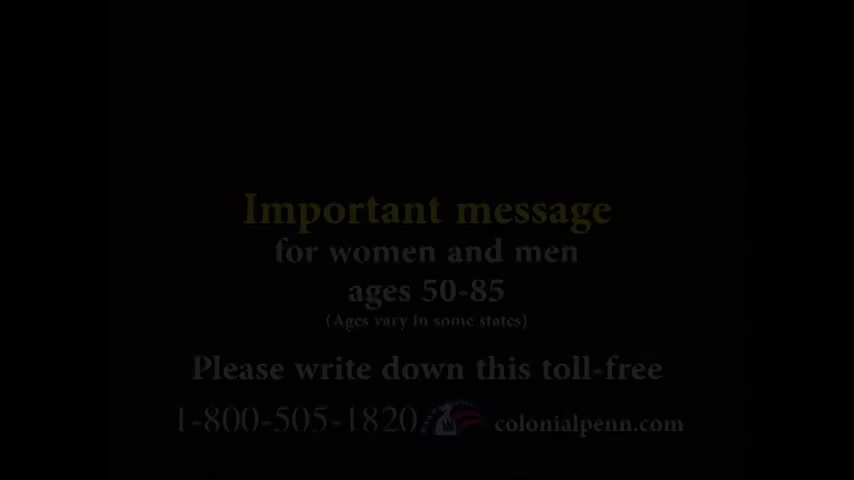 Important message
for women and men
ages 50-85
(Ages vary in some states)
Please write down this toll-free
1-800-505-1820 colonialpenn.com